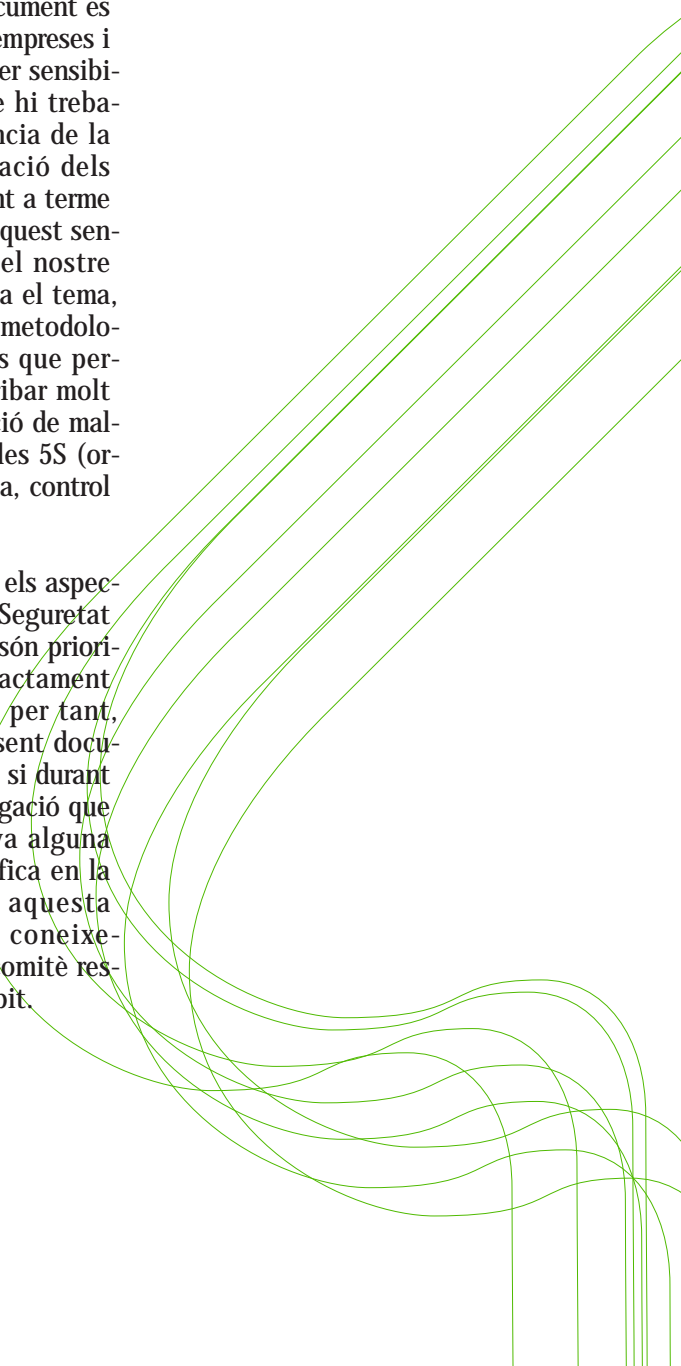 cument és
empreses i
er sensibi-
e hi treba-
ncia de la
ació dels
nt a terme
quest sen-
el nostre
a el tema,
metodolo-
s que per-
ibar molt
ció de mal-
les 5S (or-
a, control
els aspec-
Seguretat
són priori-
actament
per tant,
sent docu-
si durant
gació que
va alguna
fica en la
aquesta
coneixe-
omitè res-
bit.